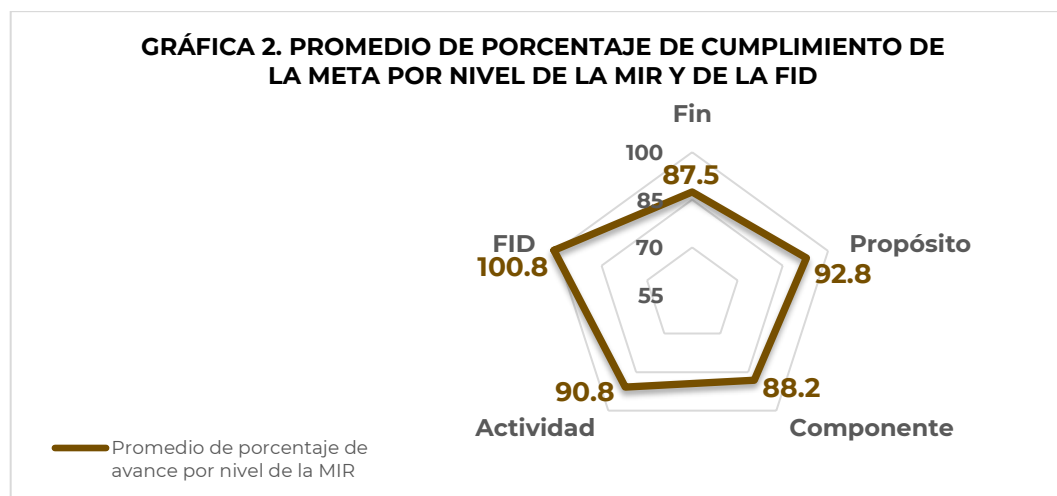 GRÁFICA 2. PROMEDIO DE PORCENTAJE DE CUMPLIMIENTO DE
LA META POR NIVEL DE LA MIR Y DE LA FID
Fin
100
87.5
85
FID
70
Propósito
100.8
92.8
55
90.8
88.2
Actividad
Componente
Promedio de porcentaje de
avance por nivel de la MIR